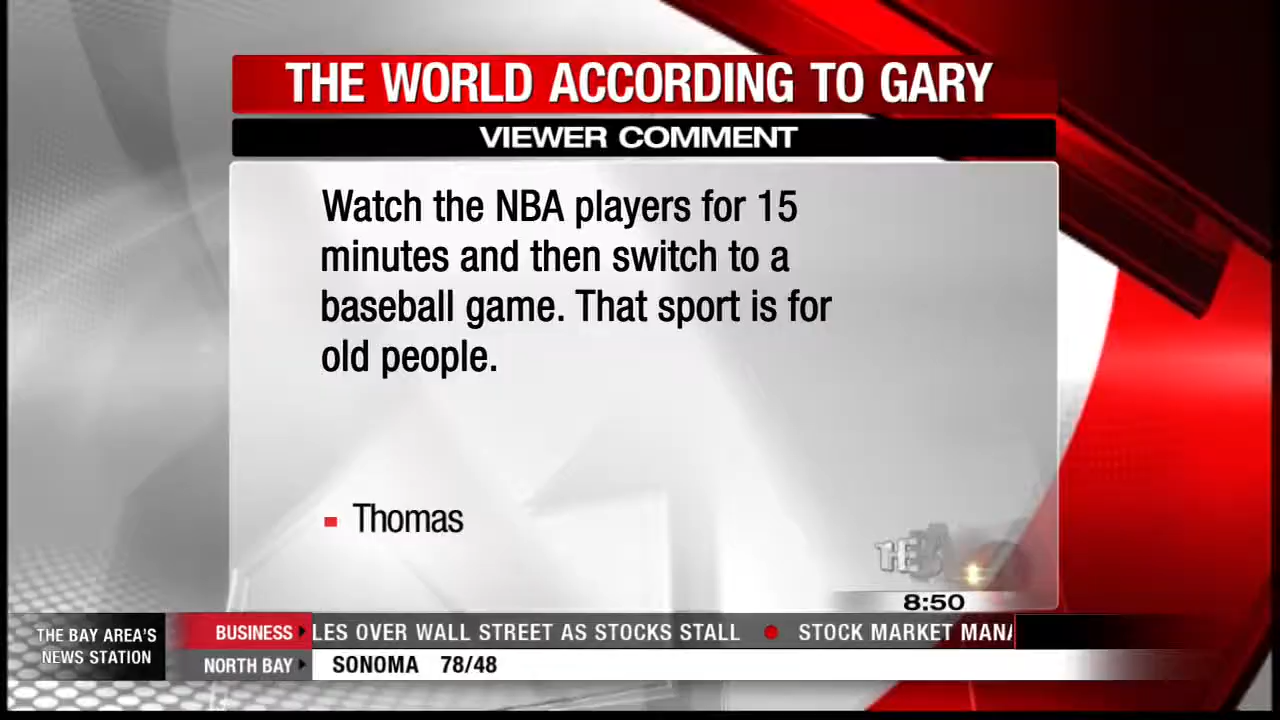 THE WORLD ACCORDING TO GARY
VIEWER COMMENT
Watch the NBA players for 15
minutes and then switch to a
baseball game. That sport is for
old people.
Thomas
THE
8:50
THE BAY AREA'S
NEWS STATION
BUSINESS
LES OVER WALL STREET AS STOCKS STALL
STOCK MARKET MANA
NORTH BAY
SONOMA 78/48